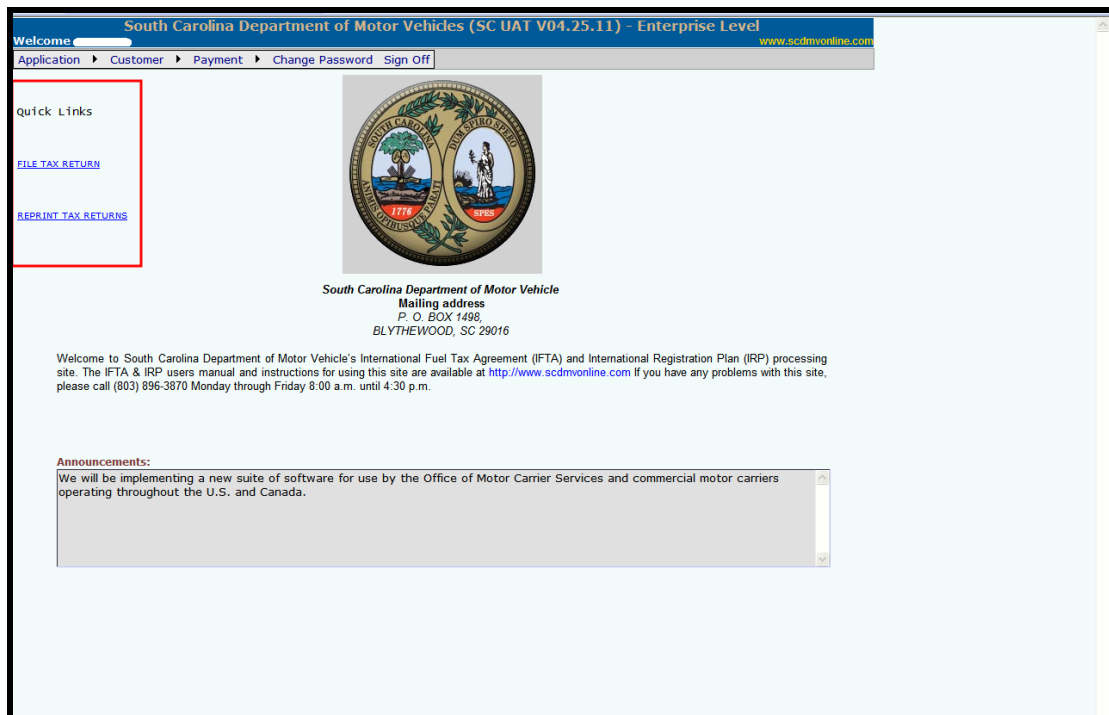 South Carolina Department of Motor Vehicles (SC UAT V04.25.11) - Enterprise Level
Welcome
www.scdmvonline.com
Application Customer Payment Change Password Sign Off
Quick Links
FILE TAX RETURN
REPRINT TAX RETURNS
SOUTH CAROLINA
DUM SPIRO SPERO
ANIMIS OPIBUSQUE PARATI
1776
SPES
South Carolina Department of Motor Vehicle
Mailing address
P. O. BOX 1498,
BLYTHEWOOD, SC 29016
Welcome to South Carolina Department of Motor Vehicle's International Fuel Tax Agreement (IFTA) and International Registration Plan (IRP) processing
site. The IFTA & IRP users manual and instructions for using this site are available at http://www.scdmvonline.com If you have any problems with this site,
please call (803) 896-3870 Monday through Friday 8:00 a.m. until 4:30 p.m.
Announcements:
We will be implementing a new suite of software for use by the Office of Motor Carrier Services and commercial motor carriers
operating throughout the U.S. and Canada.